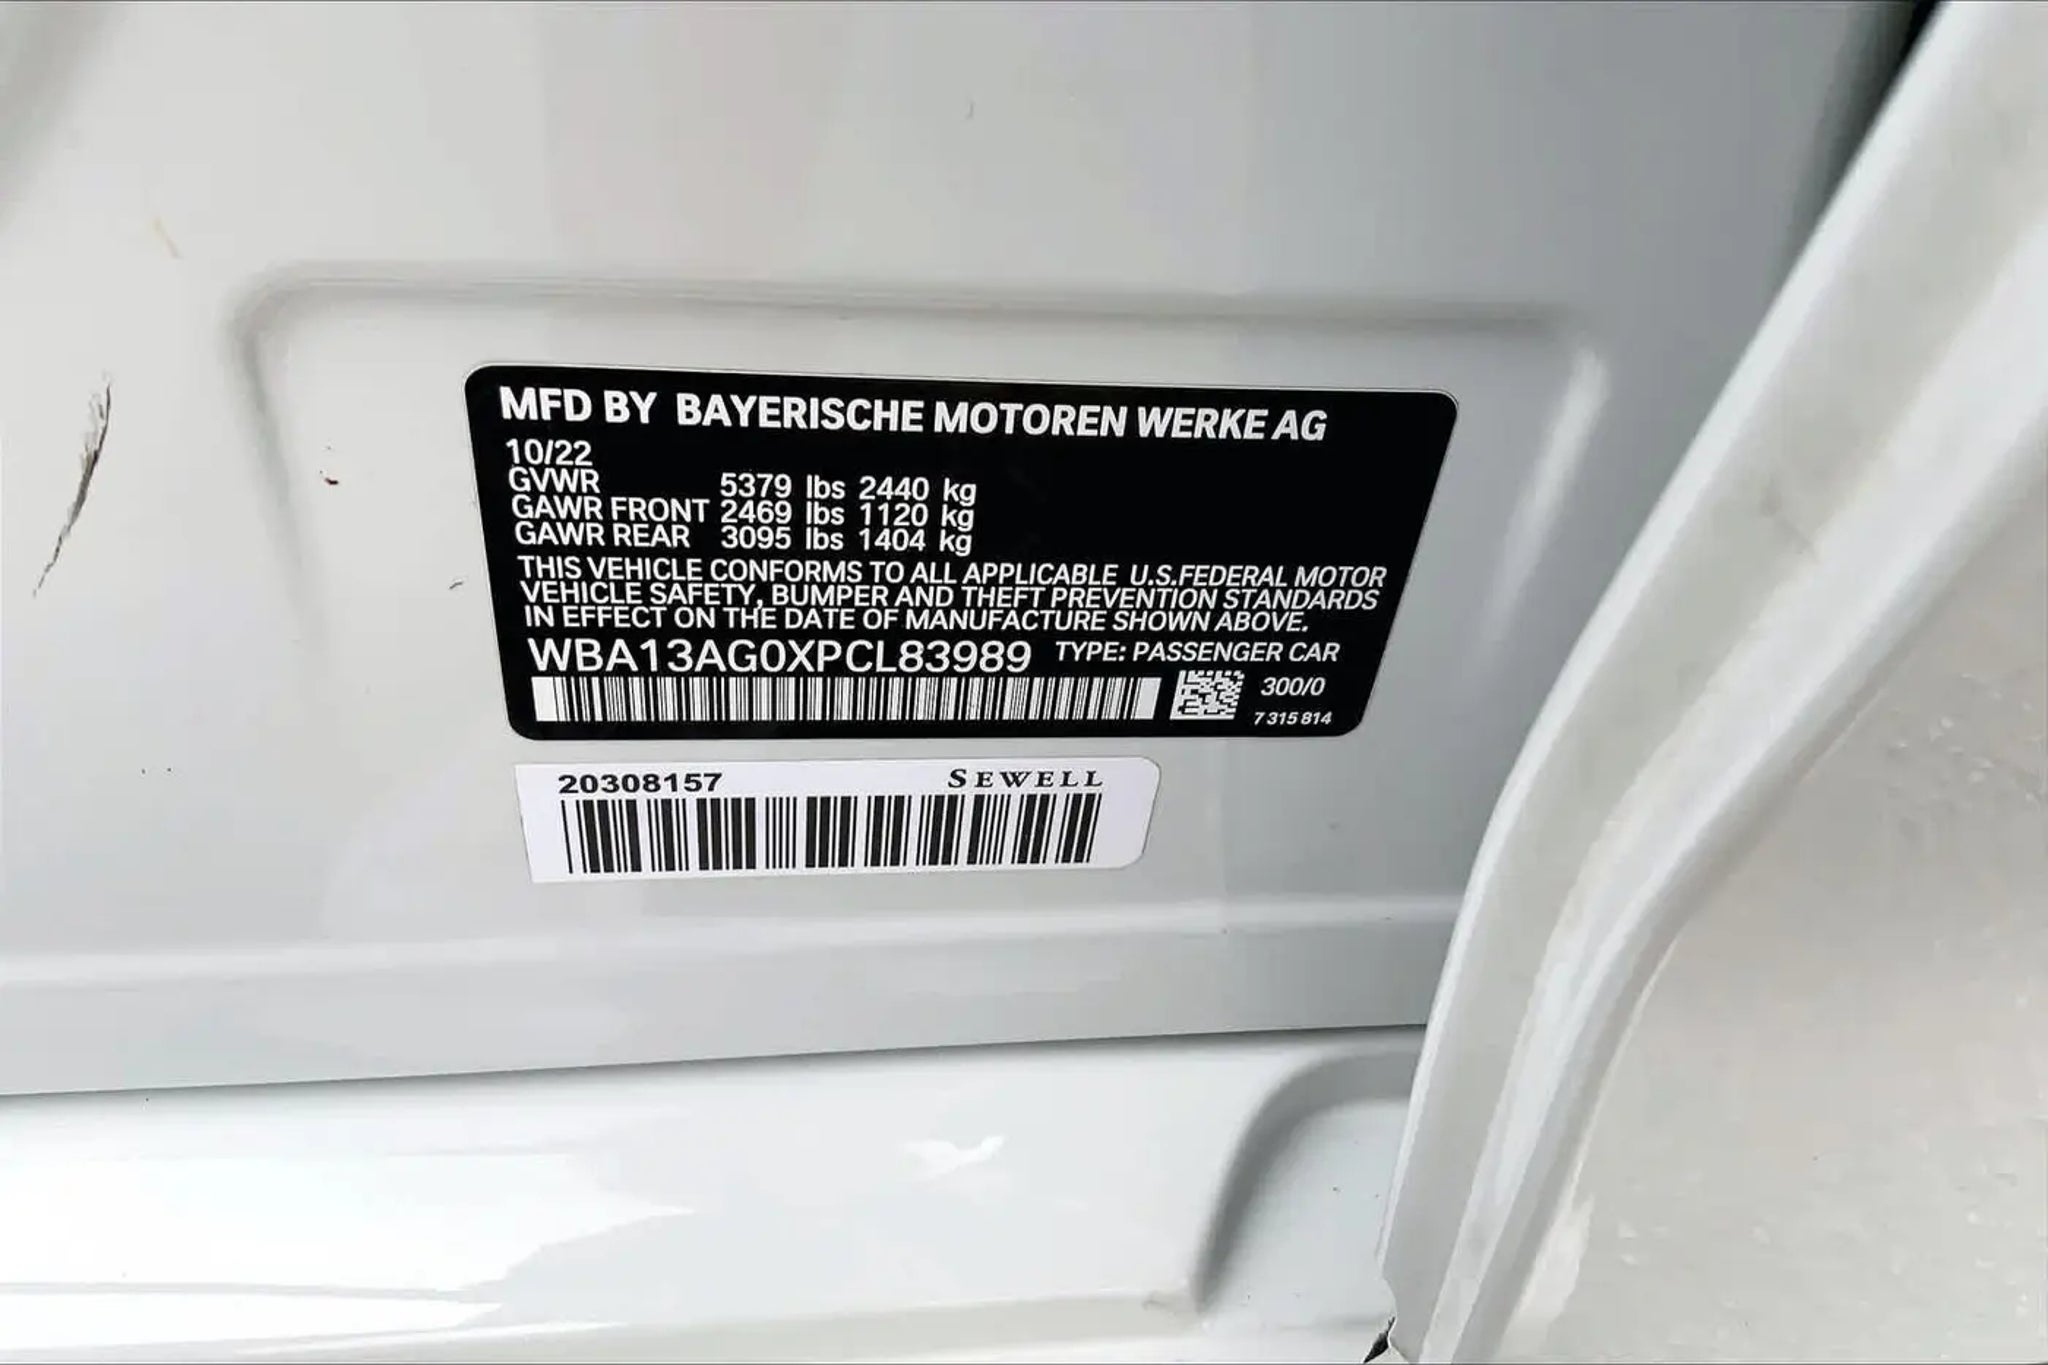 MFD BY BAYERISCHE MOTOREN WERKE AG
10/22
GVWR 5379 lbs 2440 kg
GAWR FRONT 2469 lbs 1120 kg
GAWR REAR 3095 lbs 1404 kg
THIS VEHICLE CONFORMS TO ALL APPLICABLE U.S.FEDERAL MOTOR
VEHICLE SAFETY, BUMPER AND THEFT PREVENTION STANDARDS
IN EFFECT ON THE DATE OF MANUFACTURE SHOWN ABOVE.
WBA13AG0XPCL83989 TYPE: PASSENGER CAR
300/0
7 315 814
20308157 SEWELL